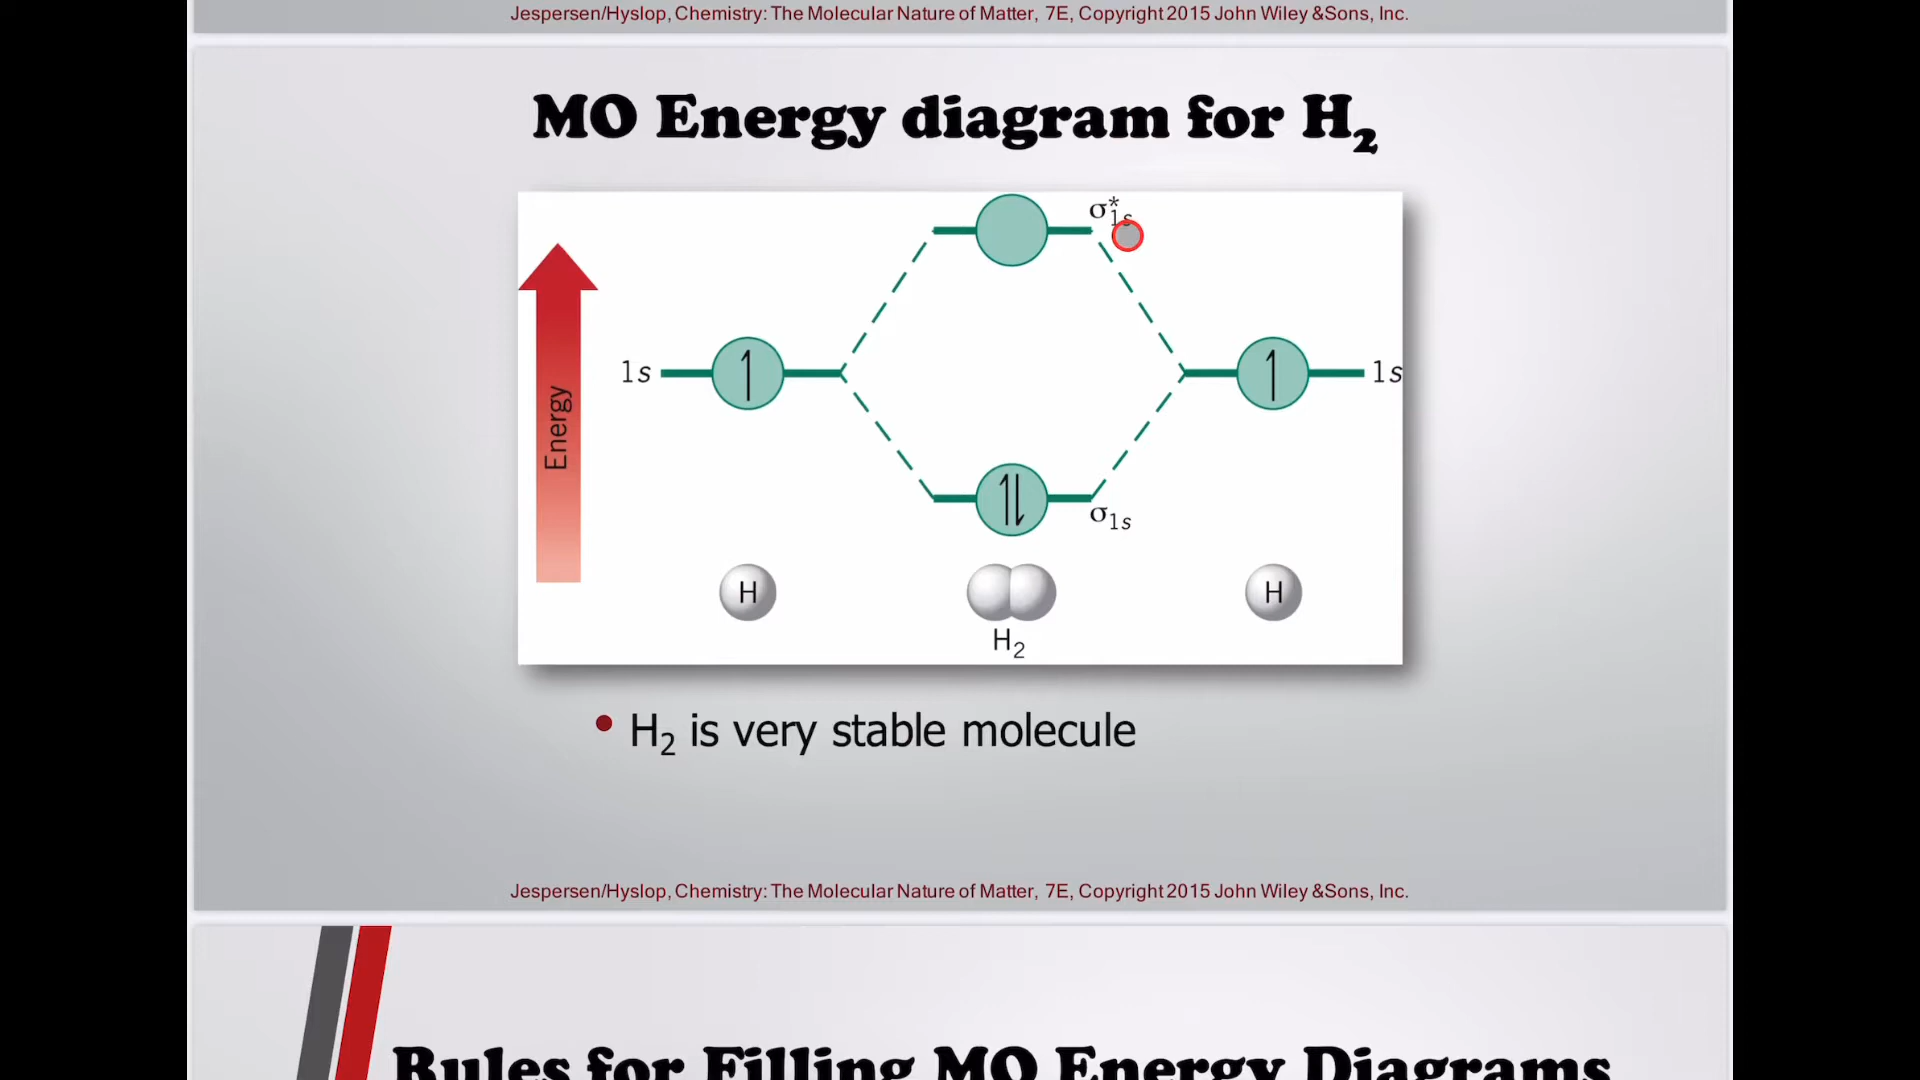 Jespersen/Hyslop, Chemistry: The Molecular Nature of Matter, 7E, Copyright 2015 John Wiley &Sons, Inc.
MO Energy diagram for H₂
σ*1s
Energy
1s 1s
σ1s
H H
H₂
• H₂ is very stable molecule
Jespersen/Hyslop, Chemistry: The Molecular Nature of Matter, 7E, Copyright 2015 John Wiley &Sons, Inc.
Rules for Filling MO Energy Diagrams